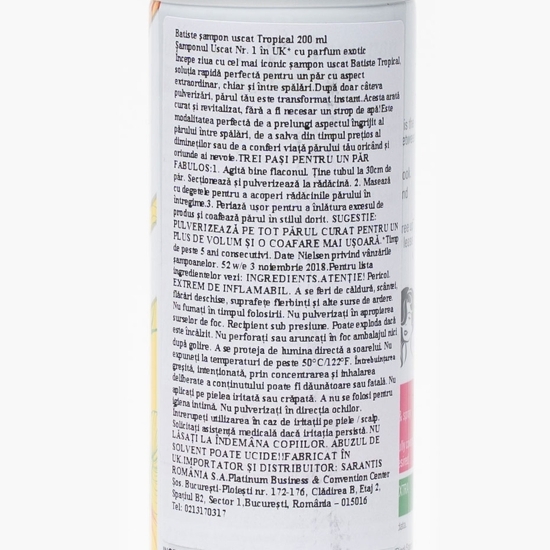 Batiste șampon uscat Tropical 200 ml
Șamponul Uscat Nr. 1 în UK* cu parfum exotic
Începe ziua cu cel mai iconic șampon uscat Batiste Tropical,
soluția rapidă perfectă pentru un păr cu aspect
extraordinar, chiar și între spălări.După doar câteva
pulverizări, părul tău este transformat instant.Acesta arată
curat și revitalizat, fără a fi necesar un strop de apă!Este
modalitatea perfectă de a prelungi aspectul îngrijit al
părului între spălări, de a salva din timpul prețios al
dimineților sau de a conferi viață părului tău oricând și
oriunde ai nevoie.TREI PAȘI PENTRU UN PĂR
FABULOS:1. Agită bine flaconul. Ține tubul la 30cm de
păr. Secționează și pulverizează la rădăcină. 2. Masează
cu degetele pentru a acoperi rădăcinile părului în
întregime.3. Periază ușor pentru a înlătura excesul de
produs și coafează părul în stilul dorit. SUGESTIE:
PULVERIZEAZĂ PE TOT PĂRUL CURAT PENTRU UN
PLUS DE VOLUM ȘI O COAFARE MAI UȘOARĂ.*Timp
de peste 5 ani consecutivi. Date Nielsen privind vânzările
șampoanelor. 52 w/e 3 noiembrie 2018.Pentru lista
ingredientelor vezi: INGREDIENTS.ATENȚIE! Pericol.
EXTREM DE INFLAMABIL. A se feri de căldură, scântei,
flăcări deschise, suprafețe fierbinți și alte surse de ardere.
Nu fumați în timpul folosirii. Nu pulverizați în apropierea
surselor de foc. Recipient sub presiune. Poate exploda dacă
este încălzit. Nu perforați sau aruncați în foc ambalajul nici
după golire. A se proteja de lumina directă a soarelui. Nu
expuneți la temperaturi de peste 50°C/122°F. Întrebuințarea
greșită, intenționată, prin concentrarea și inhalarea
deliberate a conținutului poate fi dăunătoare sau fatală. Nu
aplicați pe pielea iritată sau crăpată. A nu se folosi pentru
igiena intimă. Nu pulverizați în direcția ochilor.
Întrerupeți utilizarea în caz de iritații pe piele / scalp.
Solicitați asistență medicală dacă iritația persistă. NU
LĂSAȚI LA ÎNDEMÂNA COPIILOR. ABUZUL DE
SOLVENT POATE UCIDE!!FABRICAT ÎN
UK.IMPORTATOR ȘI DISTRIBUITOR: SARANTIS
ROMÂNIA S.A.Platinum Business & Convention Center
Șos. București-Ploiești nr. 172-176, Clădirea B, Etaj 2,
Spațiul B2, Sector 1,București, România – 015016
Tel: 0213170317